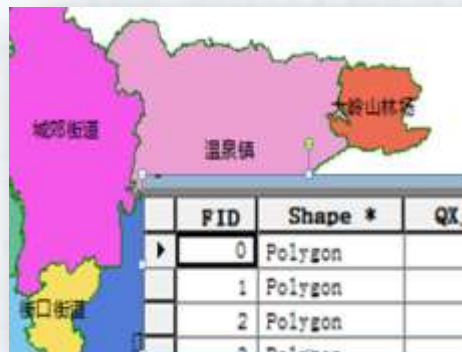 大岭山林场
城郊街道
温泉镇
FID Shape * QX_
0 Polygon
街口街道
1 Polygon
2 Polygon